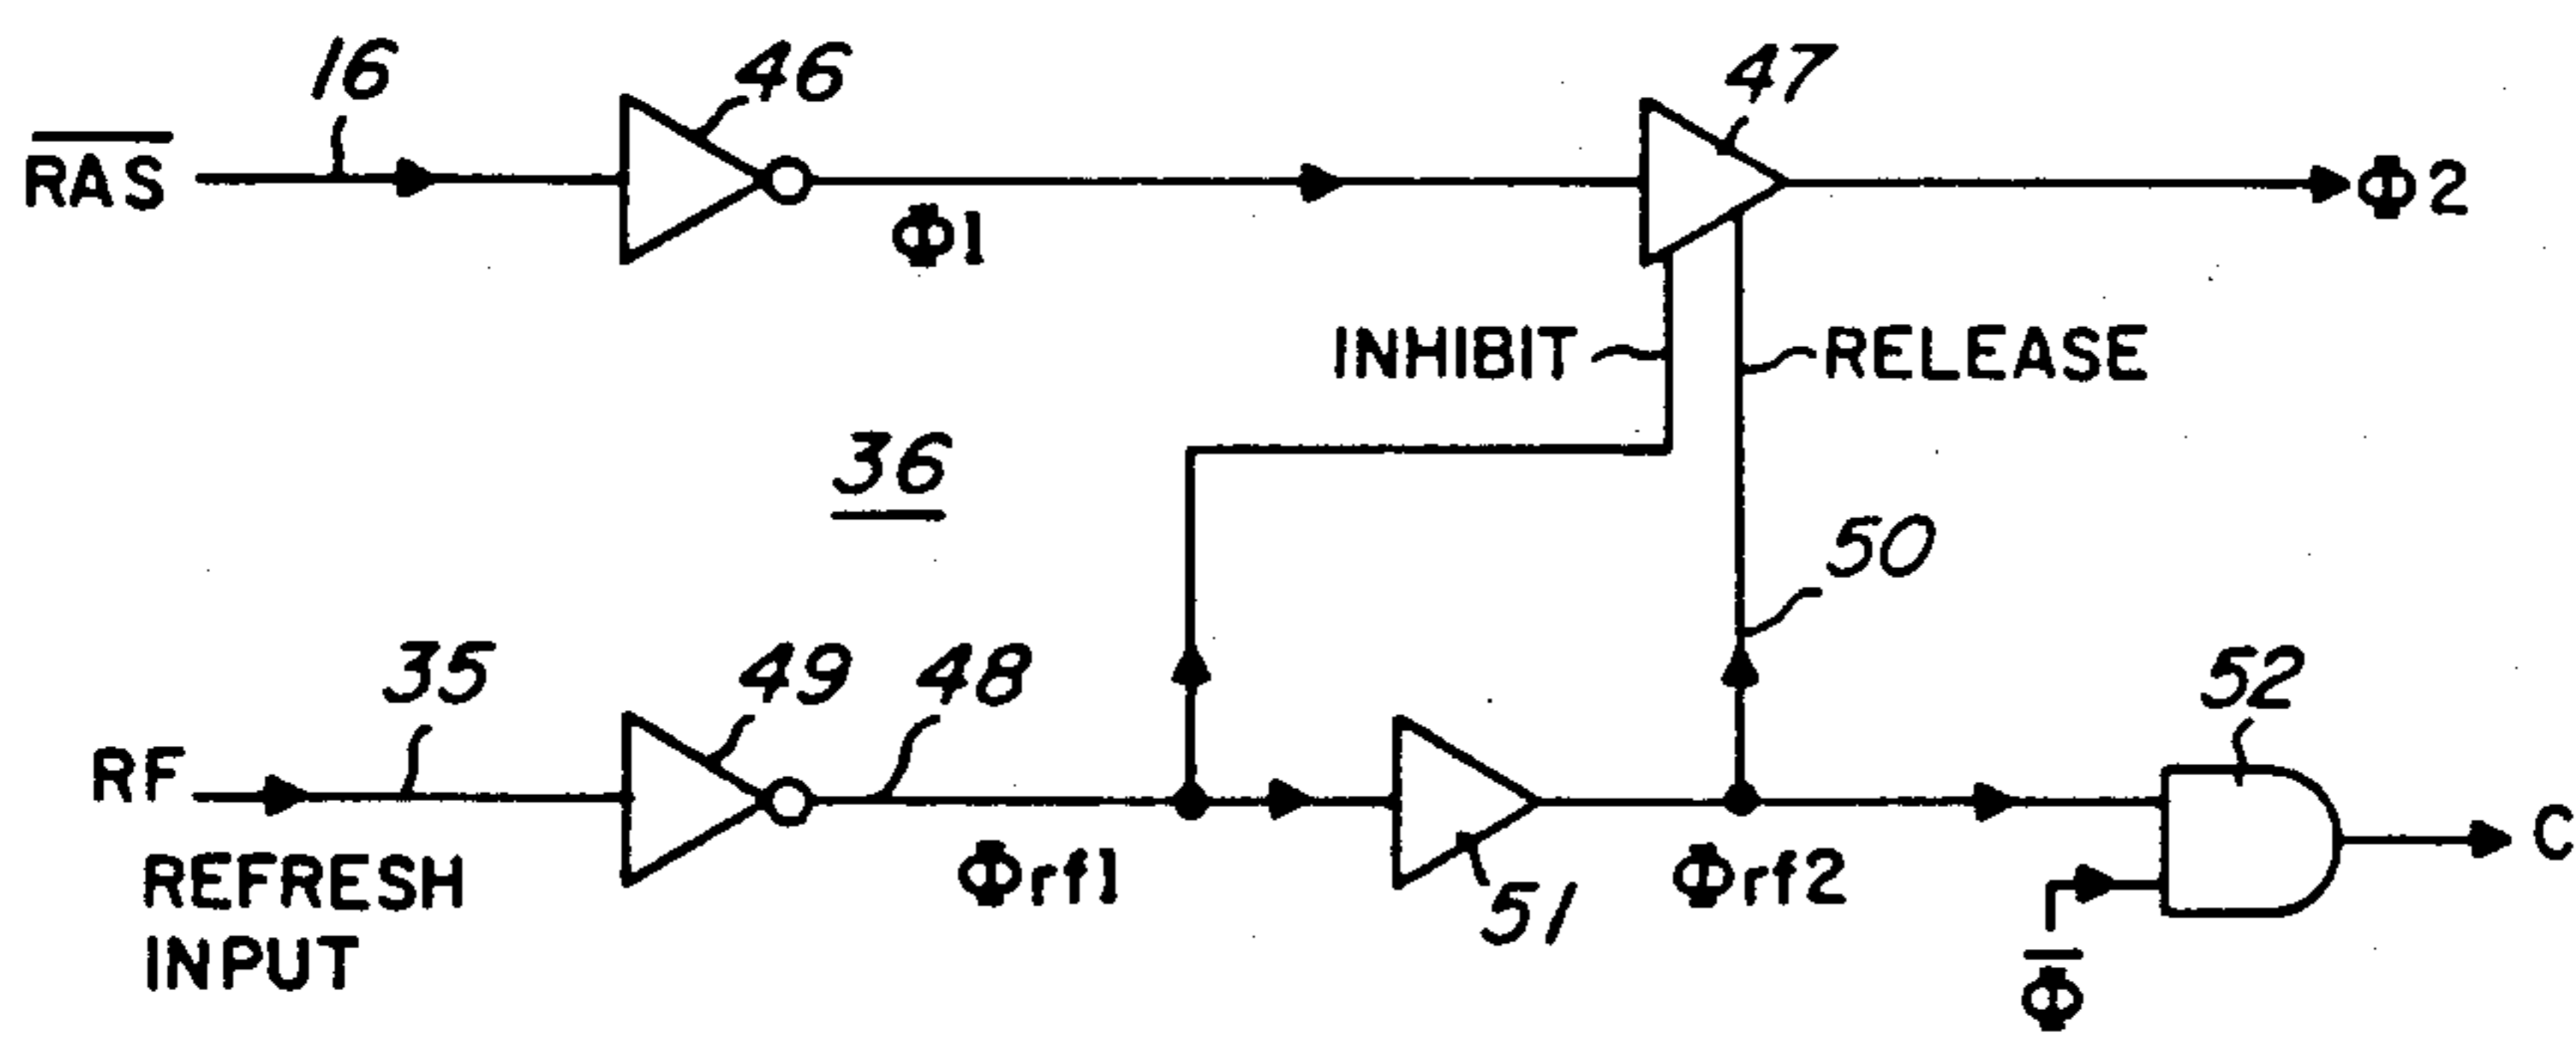 16
46
47
R̅A̅S̅
Φ1
Φ2
INHIBIT
RELEASE
36
50
35
49
48
52
RF
REFRESH
INPUT
Φrf1
51
Φrf2
C
Φ̅